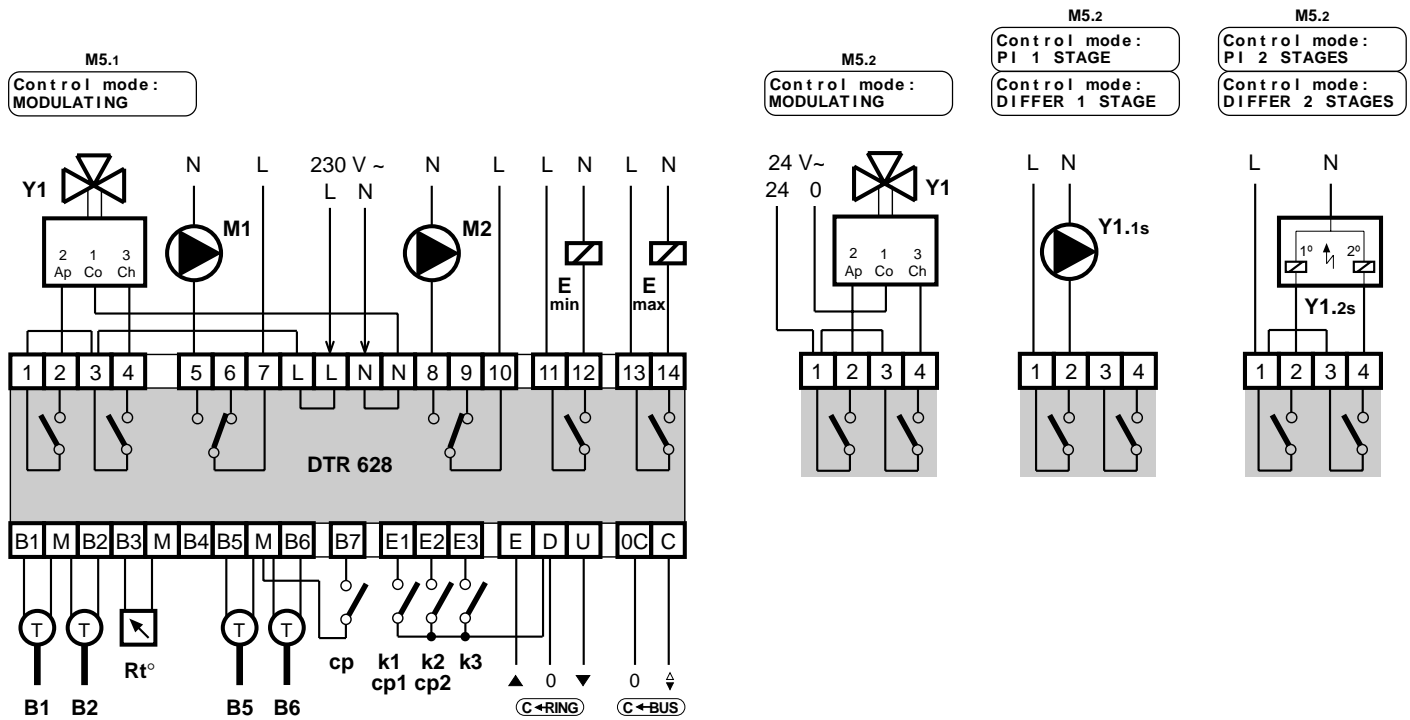 M5.2 M5.2
M5.1 M5.2
Control mode: Control mode:
PI 1 STAGE PI 2 STAGES
Control mode: Control mode: Control mode: Control mode:
MODULATING MODULATING DIFFER 1 STAGE DIFFER 2 STAGES
N L 230 V ~ N L L N L N 24 V~ L N L N
Y1 L N 24 0 Y1
M1 M2 Y1.1s
2 1 3 2 1 3 1º 2º
Ap Co Ch Ap Co Ch
E E
min max Y1.2s
1 2 3 4 5 6 7 L L N N 8 9 10 11 12 13 14 1 2 3 4 1 2 3 4 1 2 3 4
DTR 628
B1 M B2 B3 M B4 B5 M B6 B7 E1 E2 E3 E D U 0C C
T T T T
Rt° cp k1 k2 k3
cp1 cp2 0 0
B1 B2 B5 B6 C RING C BUS